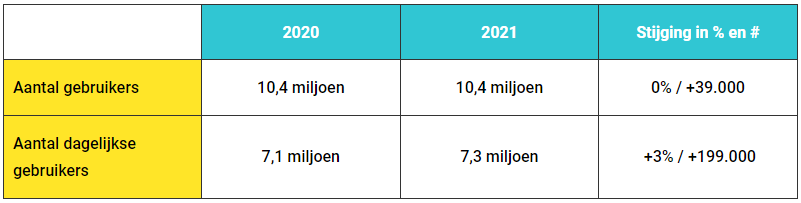 2020 2021 Stijging in % en #
Aantal gebruikers 10,4 miljoen 10,4 miljoen 0% / +39.000
Aantal dagelijkse
gebruikers 7,1 miljoen 7,3 miljoen +3% / +199.000